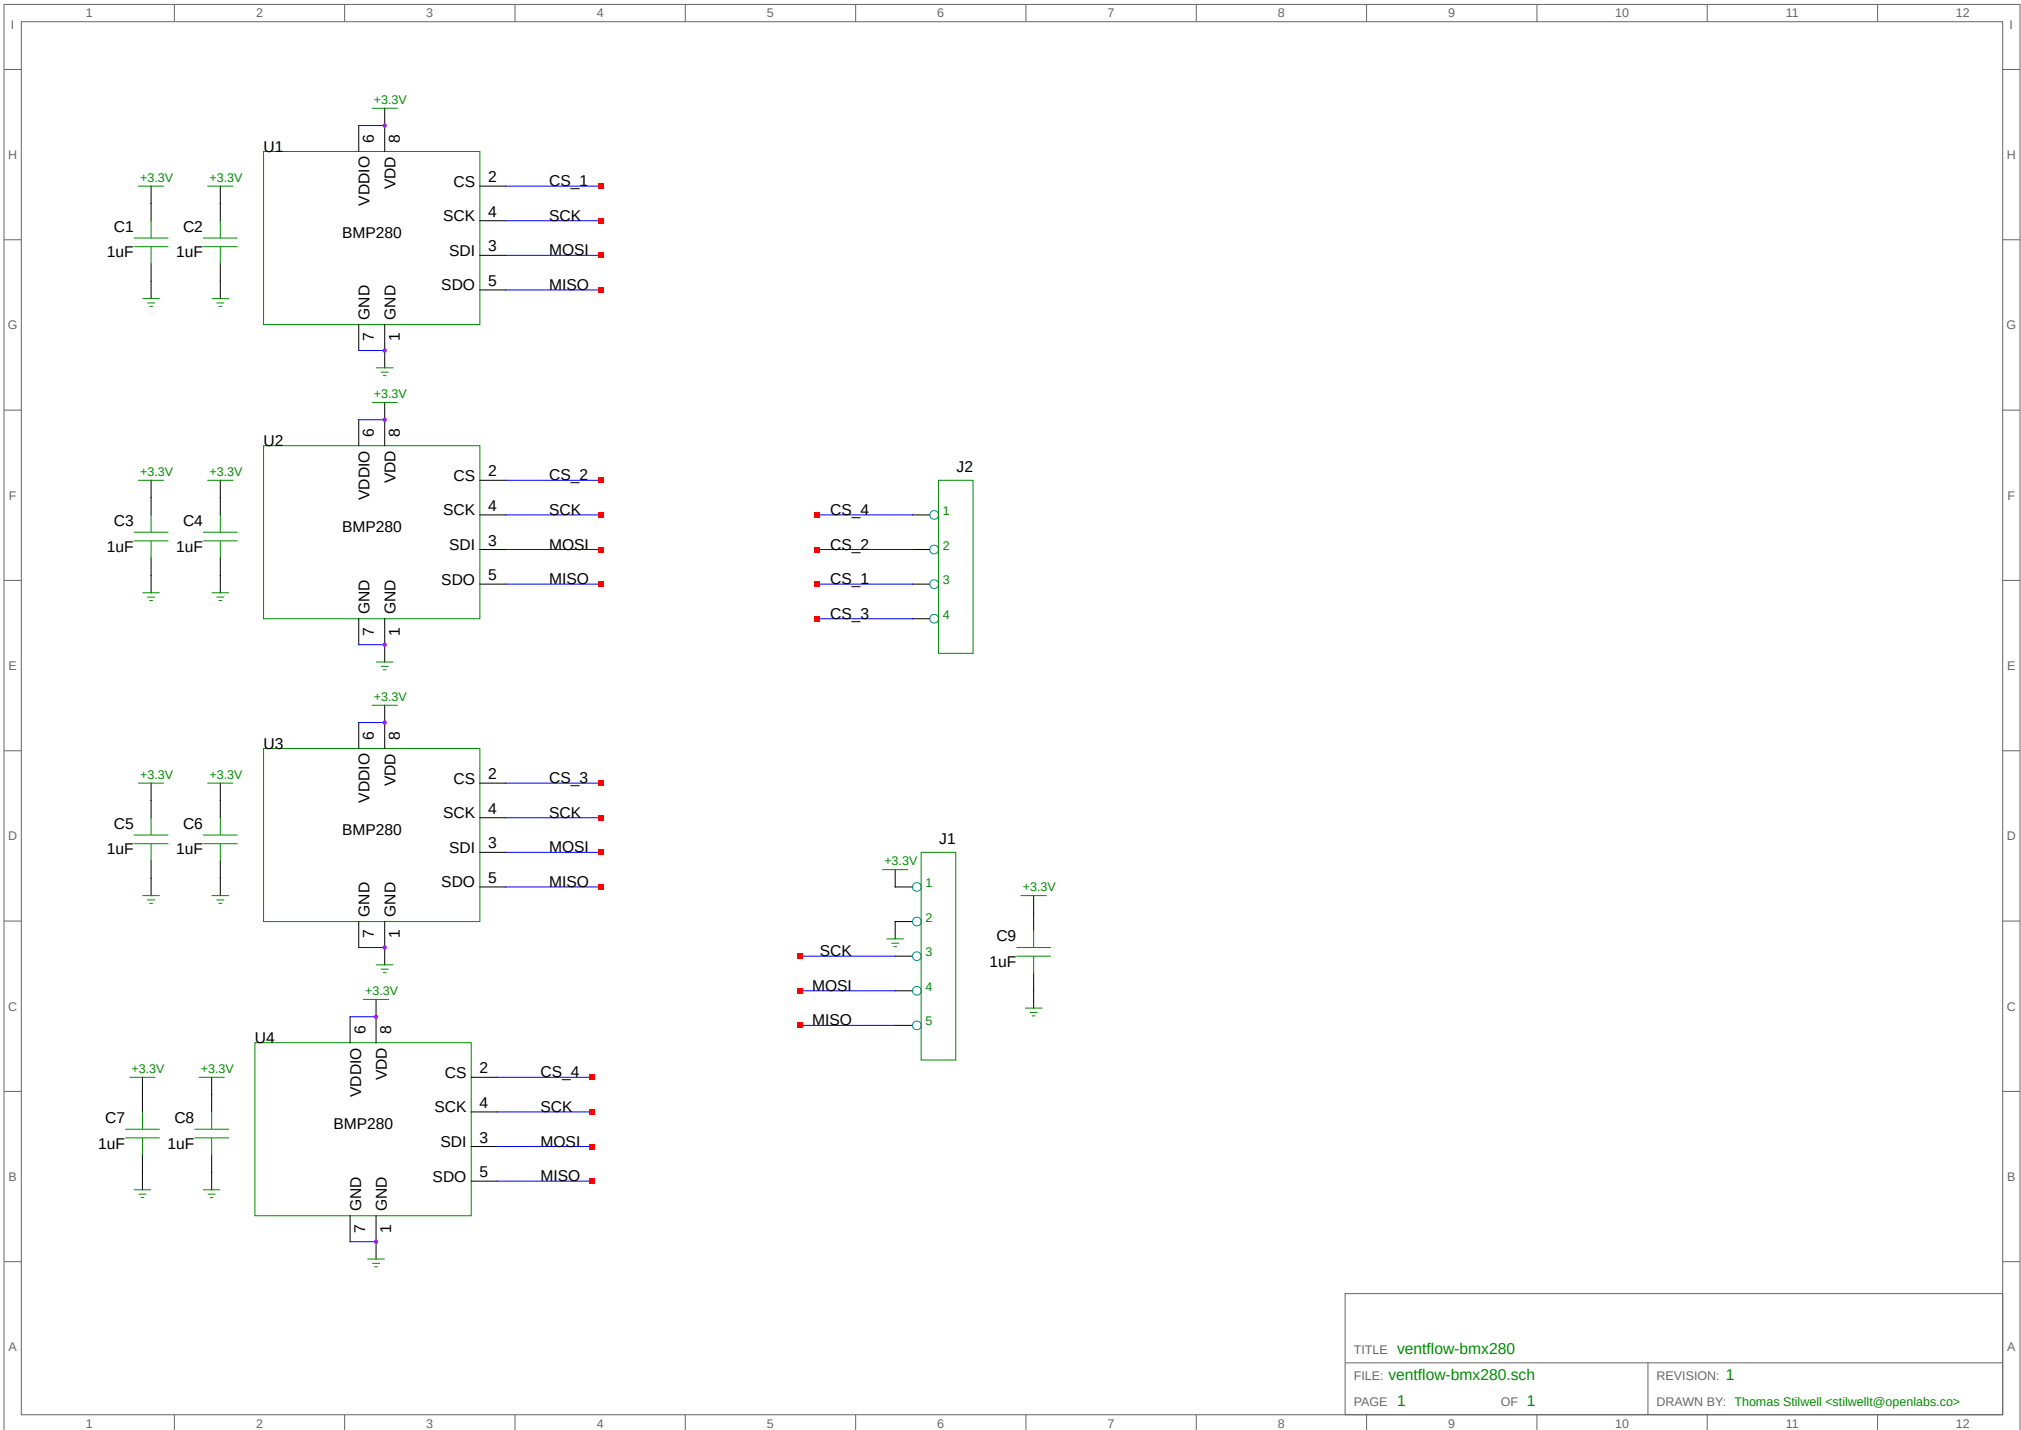 1 2 3 4 5 6 7 8 9 10 11 12
I I
H H
G G
F F
E E
D D
C C
B B
A A
+3.3V
U1
6 8
VDDIO VDD
BMP280
CS 2 CS_1
SCK 4 SCK
SDI 3 MOSI
SDO 5 MISO
GND GND
7 1
+3.3V +3.3V
C1 C2
1uF 1uF
+3.3V
U2
6 8
VDDIO VDD
BMP280
CS 2 CS_2
SCK 4 SCK
SDI 3 MOSI
SDO 5 MISO
GND GND
7 1
+3.3V +3.3V
C3 C4
1uF 1uF
+3.3V
U3
6 8
VDDIO VDD
BMP280
CS 2 CS_3
SCK 4 SCK
SDI 3 MOSI
SDO 5 MISO
GND GND
7 1
+3.3V +3.3V
C5 C6
1uF 1uF
+3.3V
U4
6 8
VDDIO VDD
BMP280
CS 2 CS_4
SCK 4 SCK
SDI 3 MOSI
SDO 5 MISO
GND GND
7 1
+3.3V +3.3V
C7 C8
1uF 1uF
J2
CS_4 1
CS_2 2
CS_1 3
CS_3 4
J1
+3.3V 1
2
SCK 3
MOSI 4
MISO 5
+3.3V
C9
1uF
TITLE ventflow-bmx280
FILE: ventflow-bmx280.sch REVISION: 1
PAGE 1 OF 1 DRAWN BY: Thomas Stilwell <stilwellt@openlabs.co>
1 2 3 4 5 6 7 8 9 10 11 12